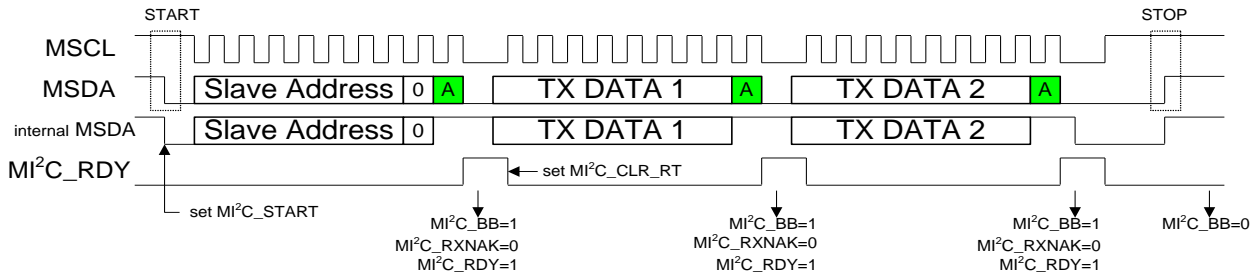 START STOP
MSCL
MSDA Slave Address 0 A TX DATA 1 A TX DATA 2 A
internal MSDA Slave Address 0 TX DATA 1 TX DATA 2
MI²C_RDY
set MI²C_CLR_RT
set MI²C_START
MI²C_BB=1 MI²C_BB=1 MI²C_BB=1 MI²C_BB=0
MI²C_RXNAK=0 MI²C_RXNAK=0 MI²C_RXNAK=0
MI²C_RDY=1 MI²C_RDY=1 MI²C_RDY=1